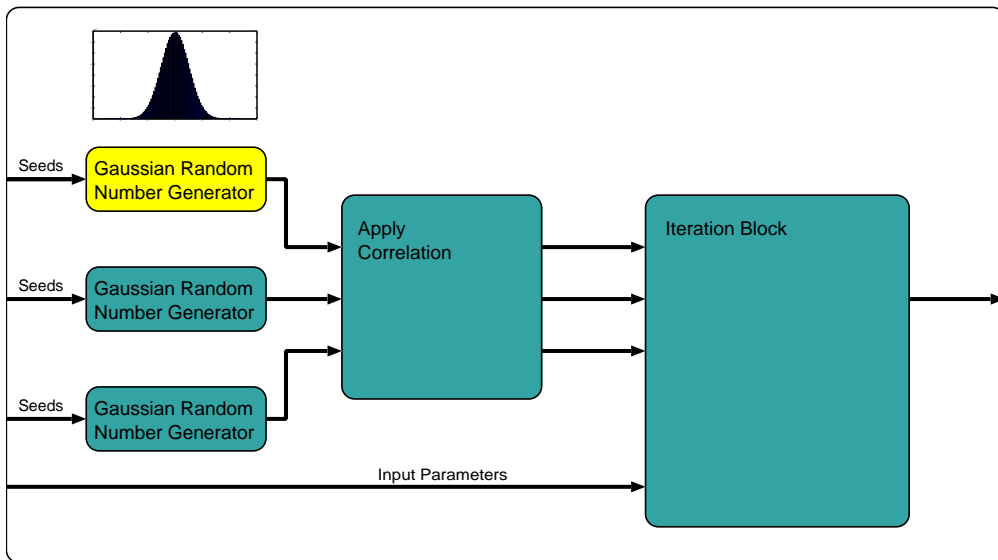 Seeds
Gaussian Random
Number Generator
Apply
Correlation
Iteration Block
Seeds
Gaussian Random
Number Generator
Seeds
Gaussian Random
Number Generator
Input Parameters